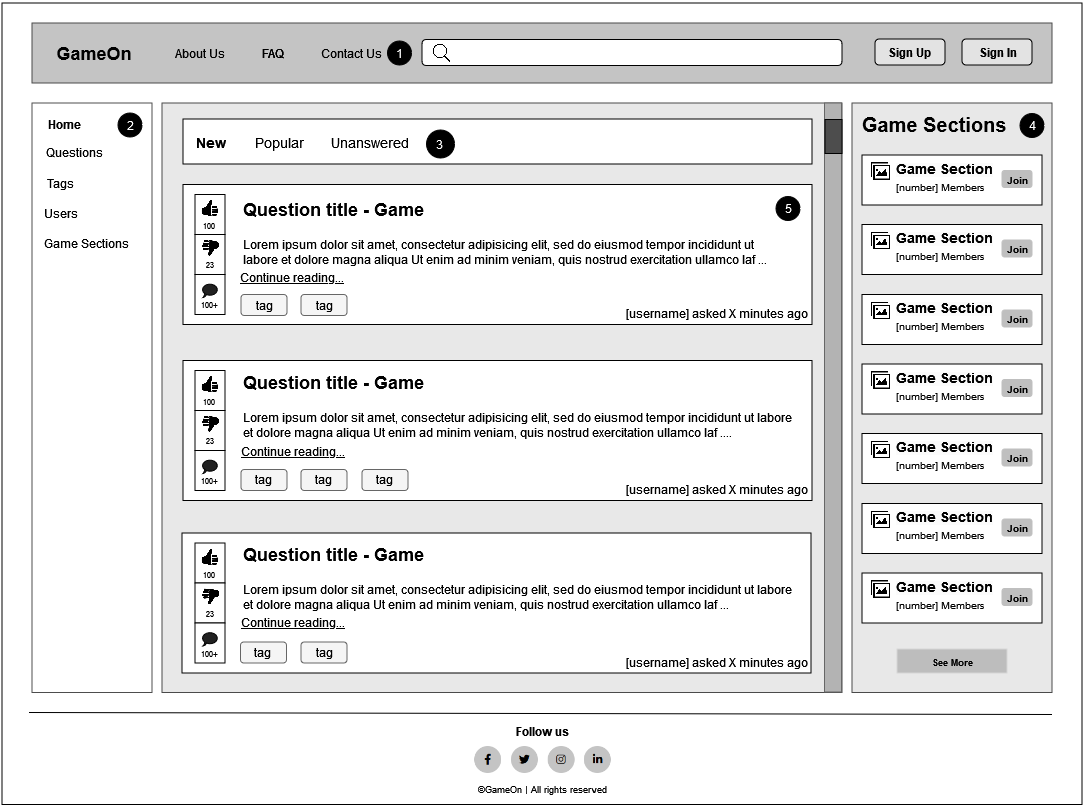 GameOn About Us FAQ Contact Us 1 Sign Up Sign In
Home 2
Questions
Tags
Users
Game Sections
New Popular Unanswered 3
Question title - Game 5
100
23
100+
Lorem ipsum dolor sit amet, consectetur adipisicing elit, sed do eiusmod tempor incididunt ut
labore et dolore magna aliqua Ut enim ad minim veniam, quis nostrud exercitation ullamco laf ...
Continue reading...
tag tag
[username] asked X minutes ago
Question title - Game
100
23
100+
Lorem ipsum dolor sit amet, consectetur adipisicing elit, sed do eiusmod tempor incididunt ut labore
et dolore magna aliqua Ut enim ad minim veniam, quis nostrud exercitation ullamco laf ....
Continue reading...
tag tag tag
[username] asked X minutes ago
Question title - Game
100
23
100+
Lorem ipsum dolor sit amet, consectetur adipisicing elit, sed do eiusmod tempor incididunt ut labore
et dolore magna aliqua Ut enim ad minim veniam, quis nostrud exercitation ullamco laf ...
Continue reading...
tag tag
[username] asked X minutes ago
Game Sections 4
Game Section
[number] Members Join
Game Section
[number] Members Join
Game Section
[number] Members Join
Game Section
[number] Members Join
Game Section
[number] Members Join
Game Section
[number] Members Join
Game Section
[number] Members Join
See More
Follow us
©GameOn | All rights reserved